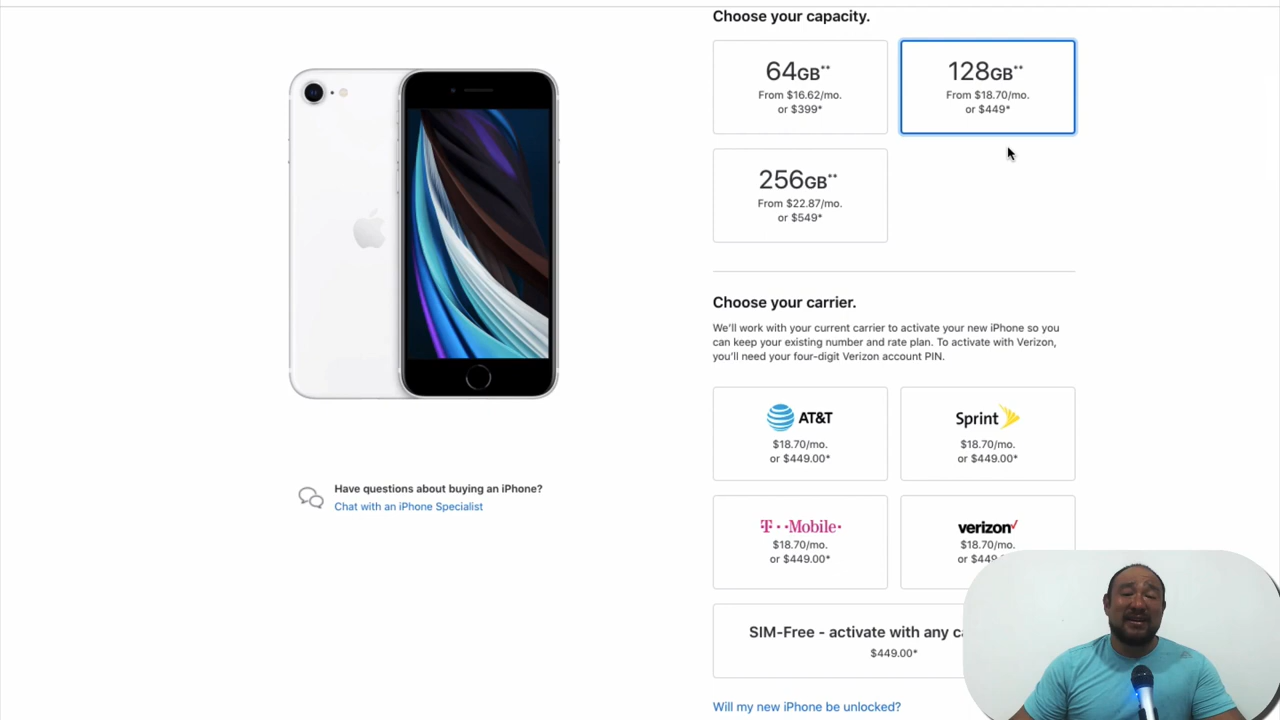 Choose your capacity.
64GB**
From $16.62/mo.
or $399*
128GB**
From $18.70/mo.
or $449*
256GB**
From $22.87/mo.
or $549*
Choose your carrier.
We'll work with your current carrier to activate your new iPhone so you
can keep your existing number and rate plan. To activate with Verizon,
you'll need your four-digit Verizon account PIN.
AT&T
$18.70/mo.
or $449.00*
Sprint
$18.70/mo.
or $449.00*
T-Mobile
$18.70/mo.
or $449.00*
verizon
$18.70/mo.
or $449
SIM-Free - activate with any
$449.00*
Have questions about buying an iPhone?
Chat with an iPhone Specialist
Will my new iPhone be unlocked?